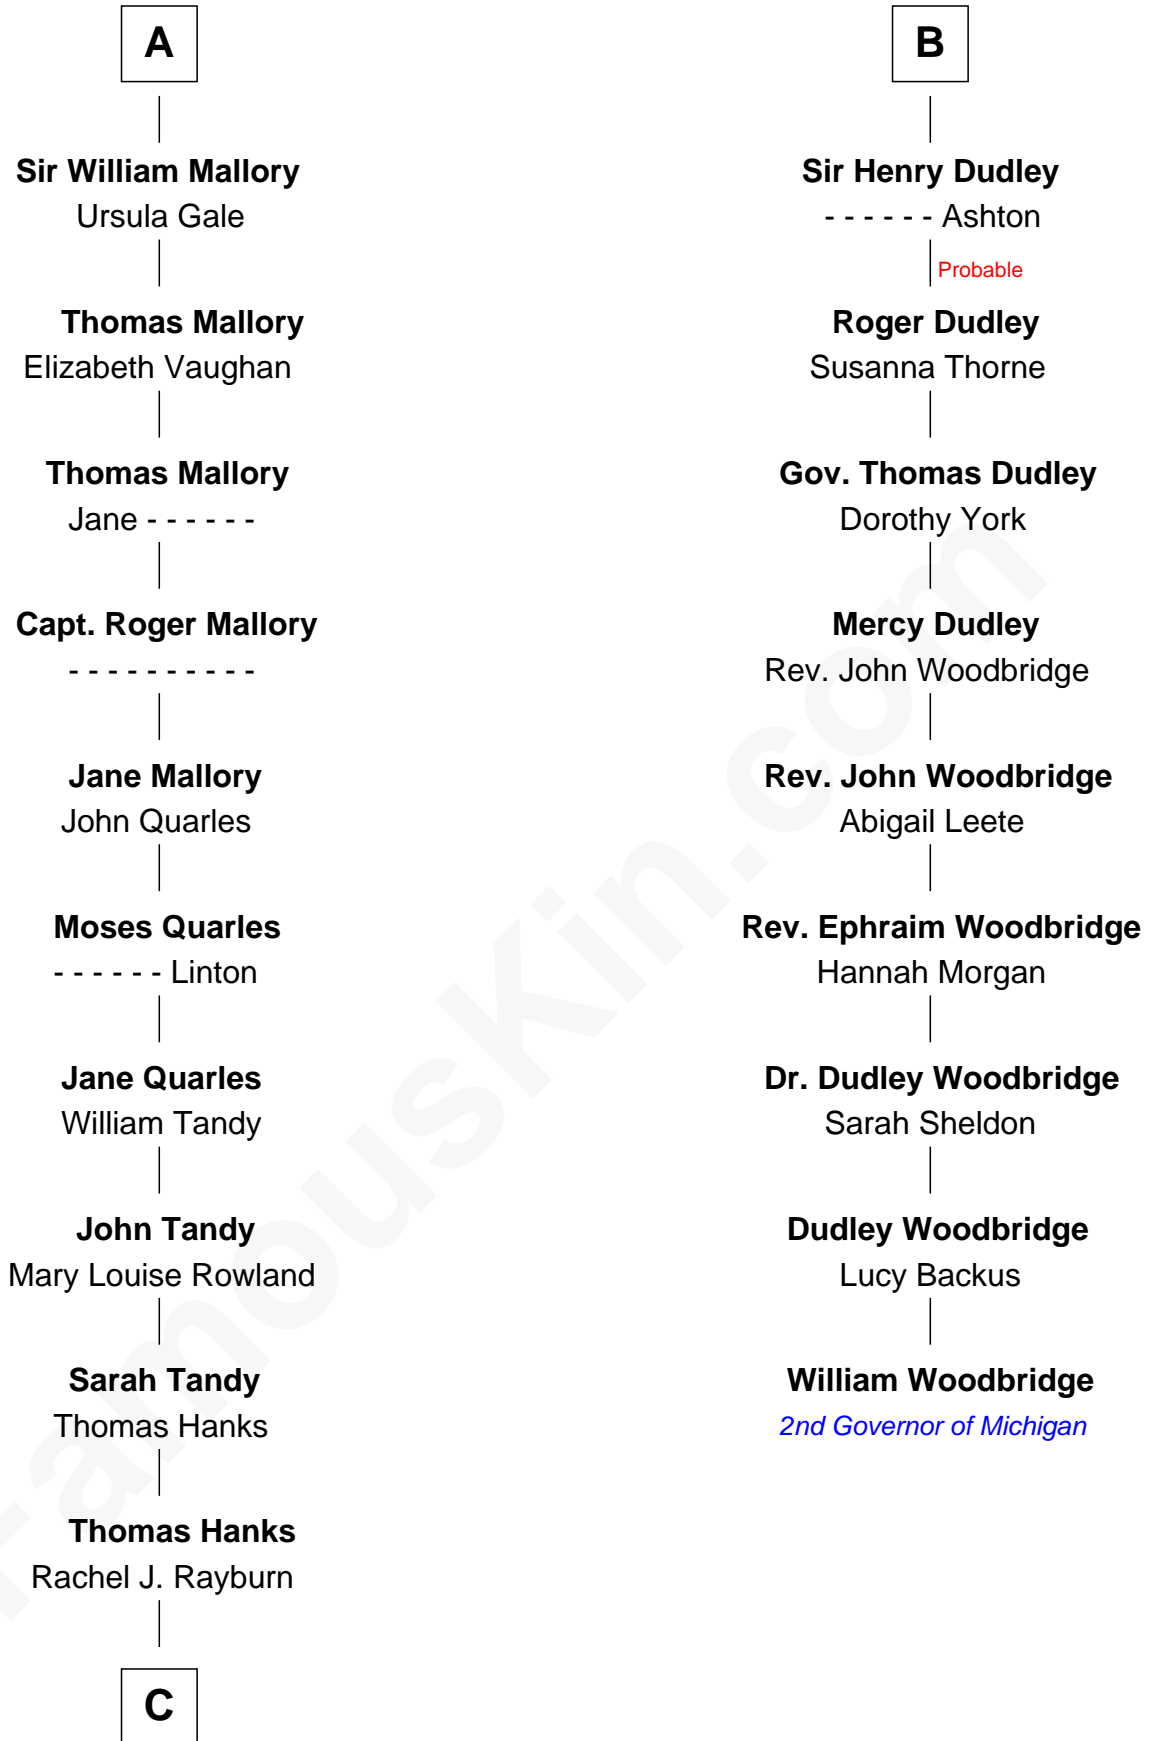 A
Sir William Mallory
Ursula Gale
Thomas Mallory
Elizabeth Vaughan
Thomas Mallory
Jane - - - - - -
Capt. Roger Mallory
- - - - - - - - - -
Jane Mallory
John Quarles
Moses Quarles
- - - - - - Linton
Jane Quarles
William Tandy
John Tandy
Mary Louise Rowland
Sarah Tandy
Thomas Hanks
Thomas Hanks
Rachel J. Rayburn
C
B
Sir Henry Dudley
- - - - - - Ashton
Probable
Roger Dudley
Susanna Thorne
Gov. Thomas Dudley
Dorothy York
Mercy Dudley
Rev. John Woodbridge
Rev. John Woodbridge
Abigail Leete
Rev. Ephraim Woodbridge
Hannah Morgan
Dr. Dudley Woodbridge
Sarah Sheldon
Dudley Woodbridge
Lucy Backus
William Woodbridge
2nd Governor of Michigan
FamousKin.com